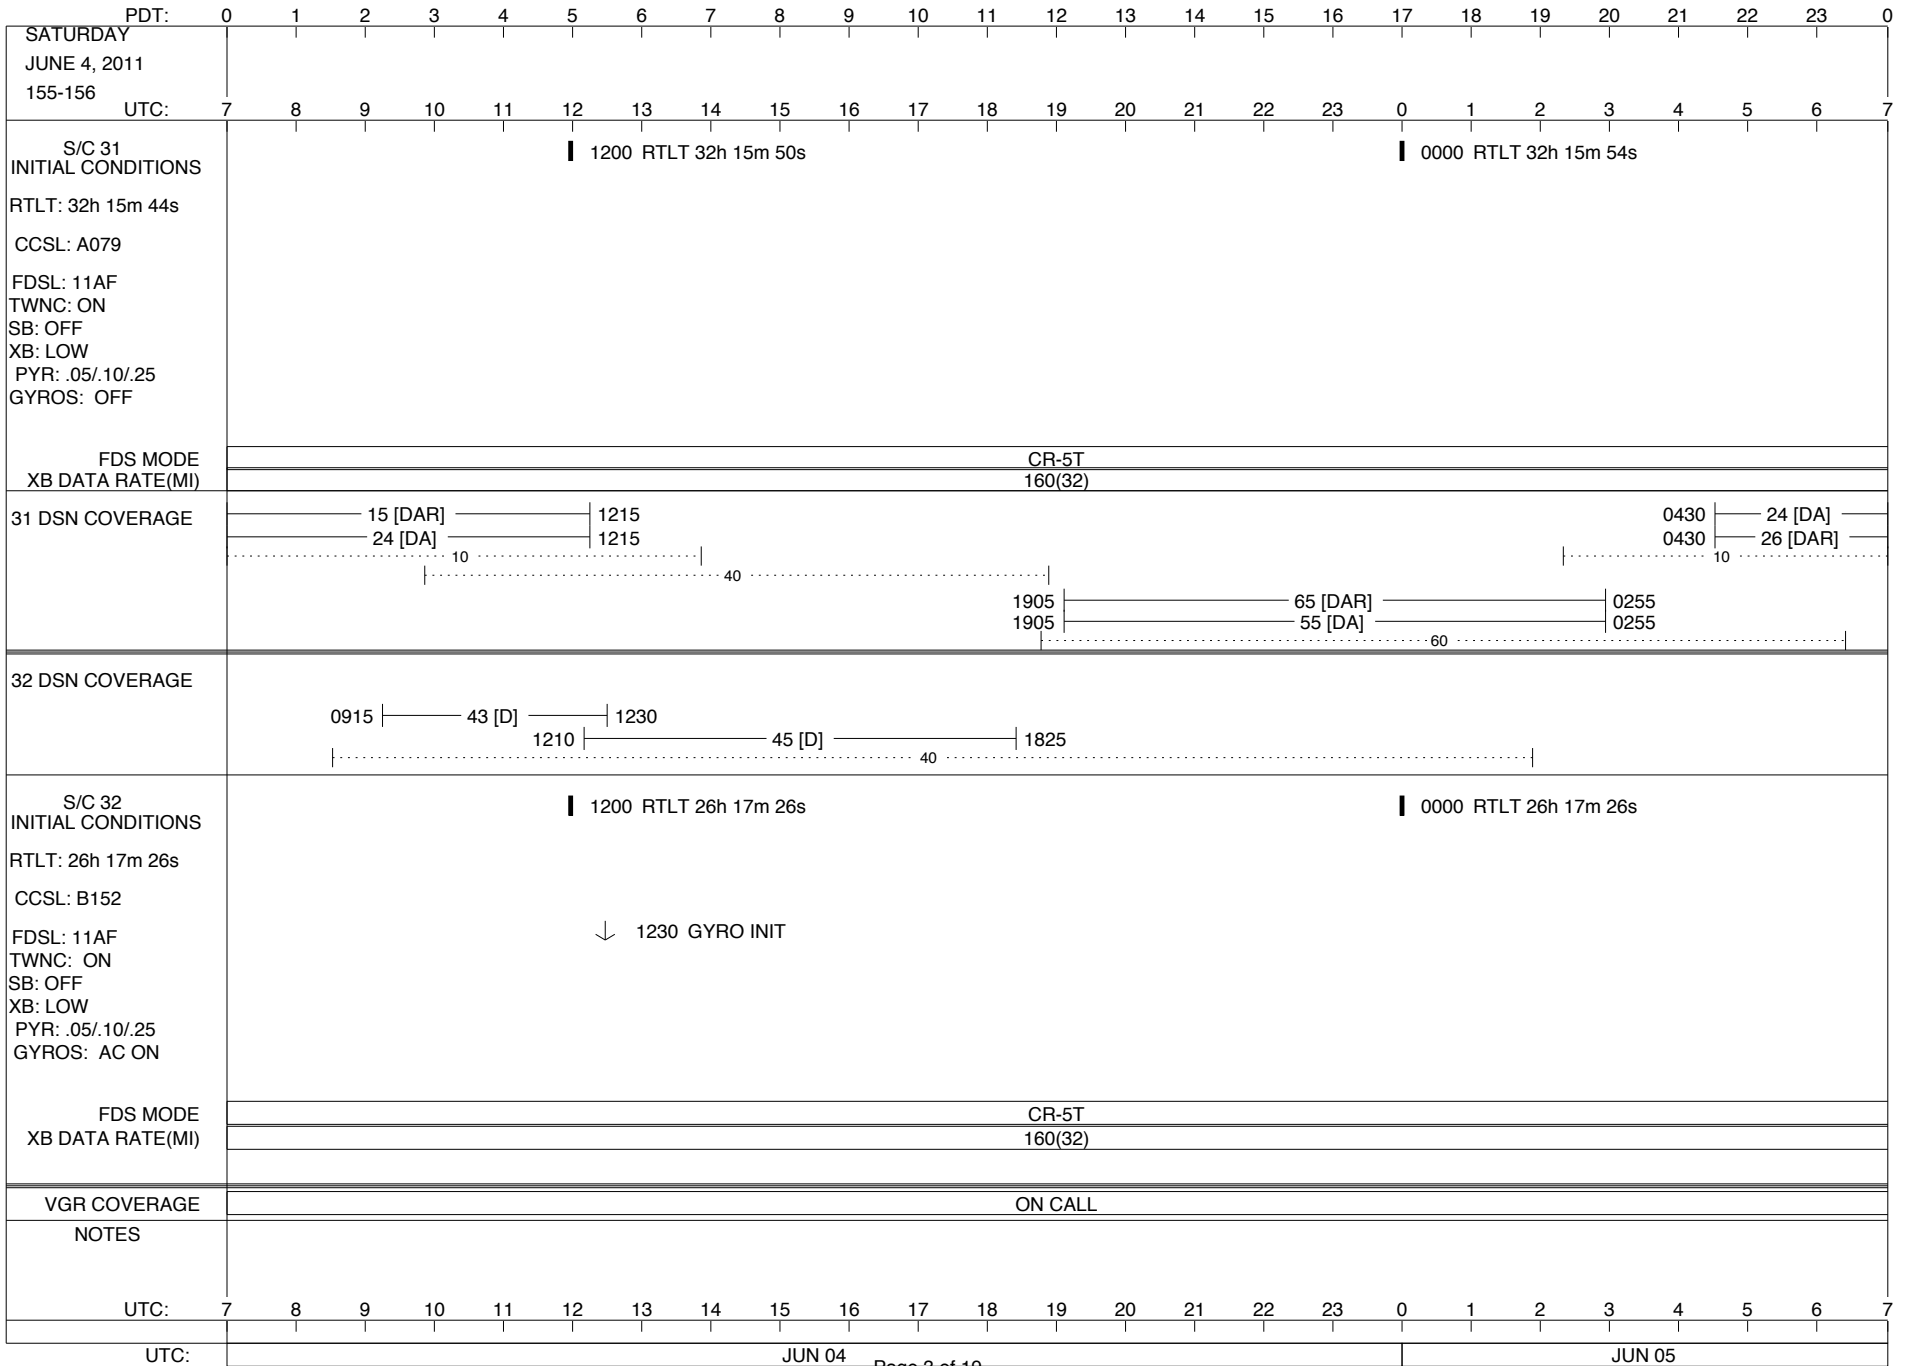 PDT: 0 1 2 3 4 5 6 7 8 9 10 11 12 13 14 15 16 17 18 19 20 21 22 23 0
SATURDAY
JUNE 4, 2011
155-156
UTC: 7 8 9 10 11 12 13 14 15 16 17 18 19 20 21 22 23 0 1 2 3 4 5 6 7
S/C 31
INITIAL CONDITIONS
1200 RTLT 32h 15m 50s
0000 RTLT 32h 15m 54s
RTLT: 32h 15m 44s
CCSL: A079
FDSL: 11AF
TWNC: ON
SB: OFF
XB: LOW
PYR: .05/.10/.25
GYROS: OFF
FDS MODE CR-5T
XB DATA RATE(MI) 160(32)
31 DSN COVERAGE
15 [DAR] 1215 0430 24 [DA]
24 [DA] 1215 0430 26 [DAR]
10 10
40
1905 65 [DAR] 0255
1905 55 [DA] 0255
60
32 DSN COVERAGE
0915 43 [D] 1230
1210 45 [D] 1825
40
S/C 32
INITIAL CONDITIONS
1200 RTLT 26h 17m 26s
0000 RTLT 26h 17m 26s
RTLT: 26h 17m 26s
CCSL: B152
1230 GYRO INIT
FDSL: 11AF
TWNC: ON
SB: OFF
XB: LOW
PYR: .05/.10/.25
GYROS: AC ON
FDS MODE CR-5T
XB DATA RATE(MI) 160(32)
VGR COVERAGE ON CALL
NOTES
UTC: 7 8 9 10 11 12 13 14 15 16 17 18 19 20 21 22 23 0 1 2 3 4 5 6 7
UTC: JUN 04 JUN 05